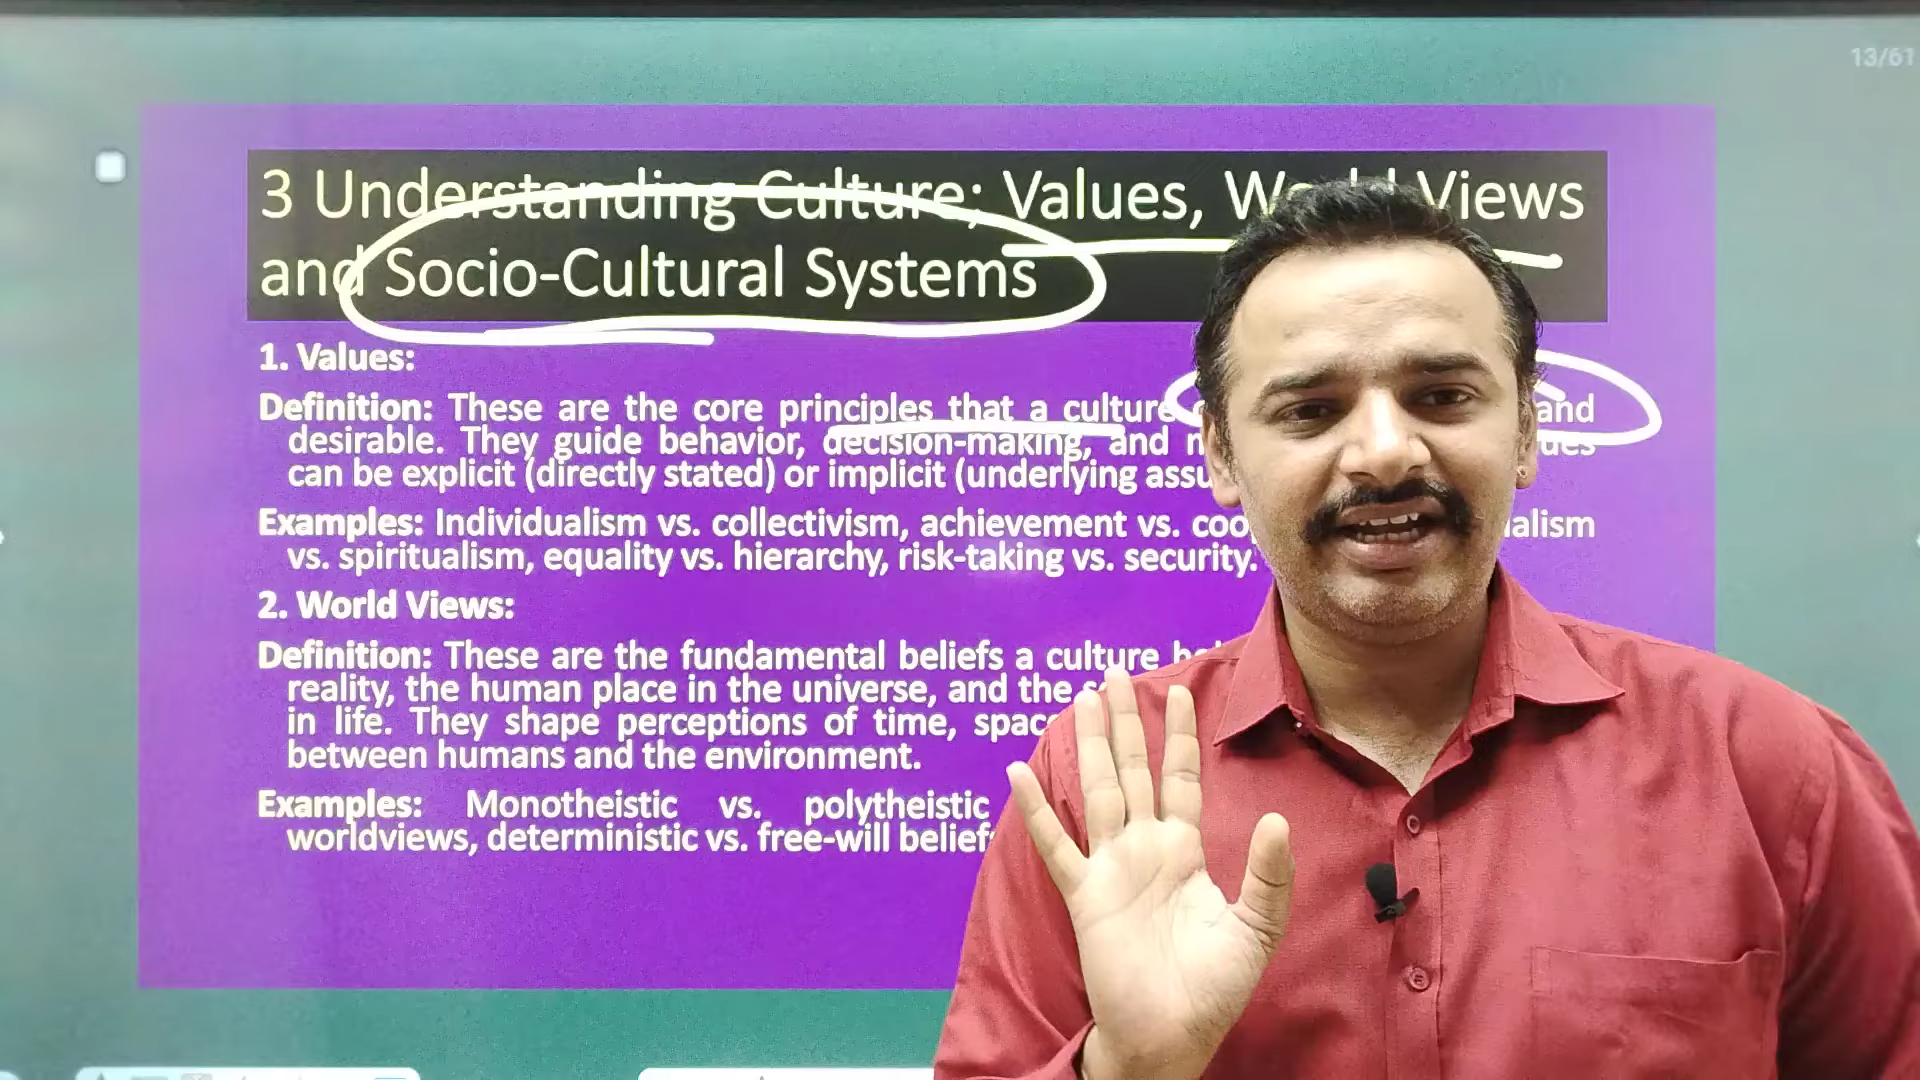 13/61
3 Understanding Culture; Values, World Views
and Socio-Cultural Systems
1. Values:
Definition: These are the core principles that a culture and
desirable. They guide behavior, decision-making, and
can be explicit (directly stated) or implicit (underlying
Examples: Individualism vs. collectivism, achievement vs.
vs. spiritualism, equality vs. hierarchy, risk-taking vs. security.
2. World Views:
Definition: These are the fundamental beliefs a culture
reality, the human place in the universe, and the
in life. They shape perceptions of time,
between humans and the environment.
Examples: Monotheistic vs. polytheistic
worldviews, deterministic vs. free-will